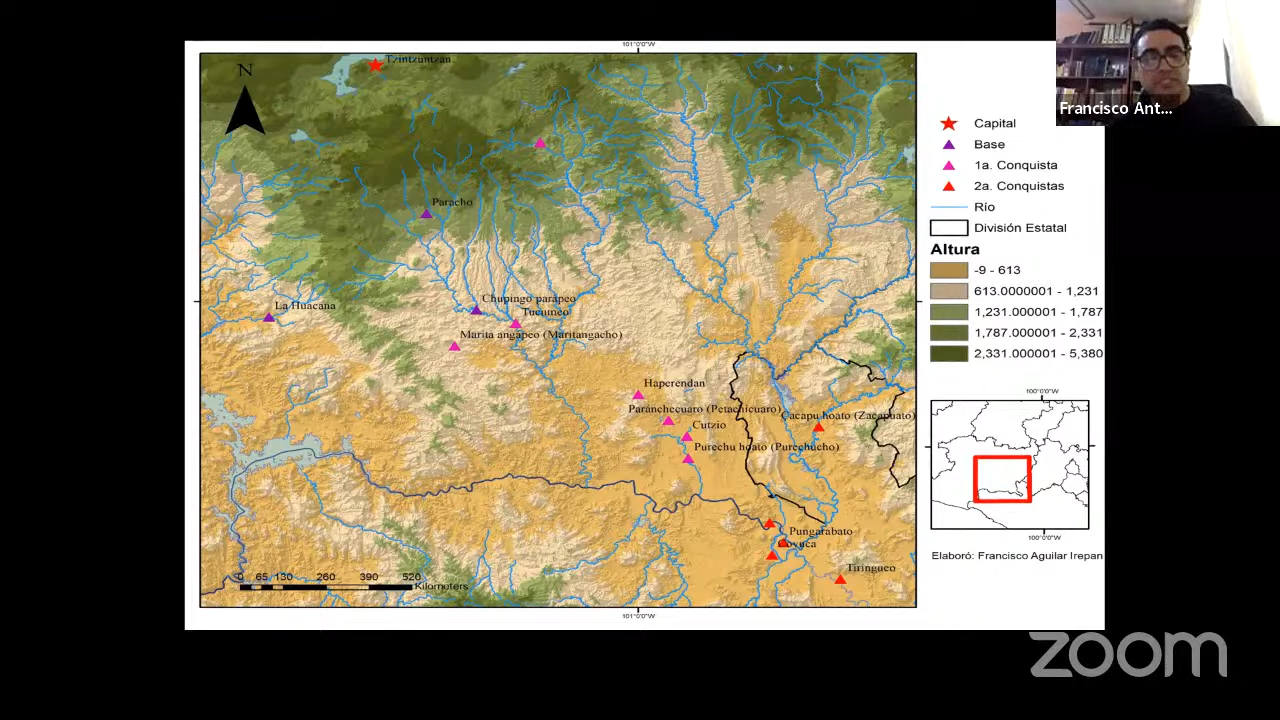 101°0'0"W
N
Tzintzuntzan
Paracho
La Huacana
Chupingo parapeo
Tucumeo
Marita angapeo (Maritangacho)
Haperendan
Paranchecuaro (Petachicuaro)
Cutzio
Purechu hoato (Purechucho)
Cacapu hoato (Zacapuato)
Pungarabato
Coyuca
Tiringueo
0 65 130 260 390 520
Kilometers
101°0'0"W
Francisco Ant...
Capital
Base
1a. Conquista
2a. Conquistas
Río
División Estatal
Altura
-9 - 613
613.0000001 - 1,231
1,231.000001 - 1,787
1,787.000001 - 2,331
2,331.000001 - 5,380
100°0'0"W
100°0'0"W
Elaboró: Francisco Aguilar Irepan
zoom